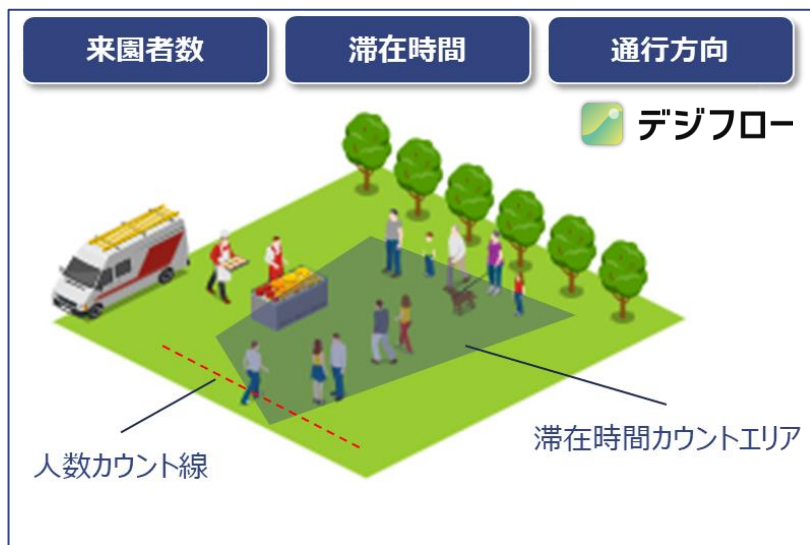 来園者数
滞在時間
通行方向
デジフロー
人数カウント線
滞在時間カウントエリア